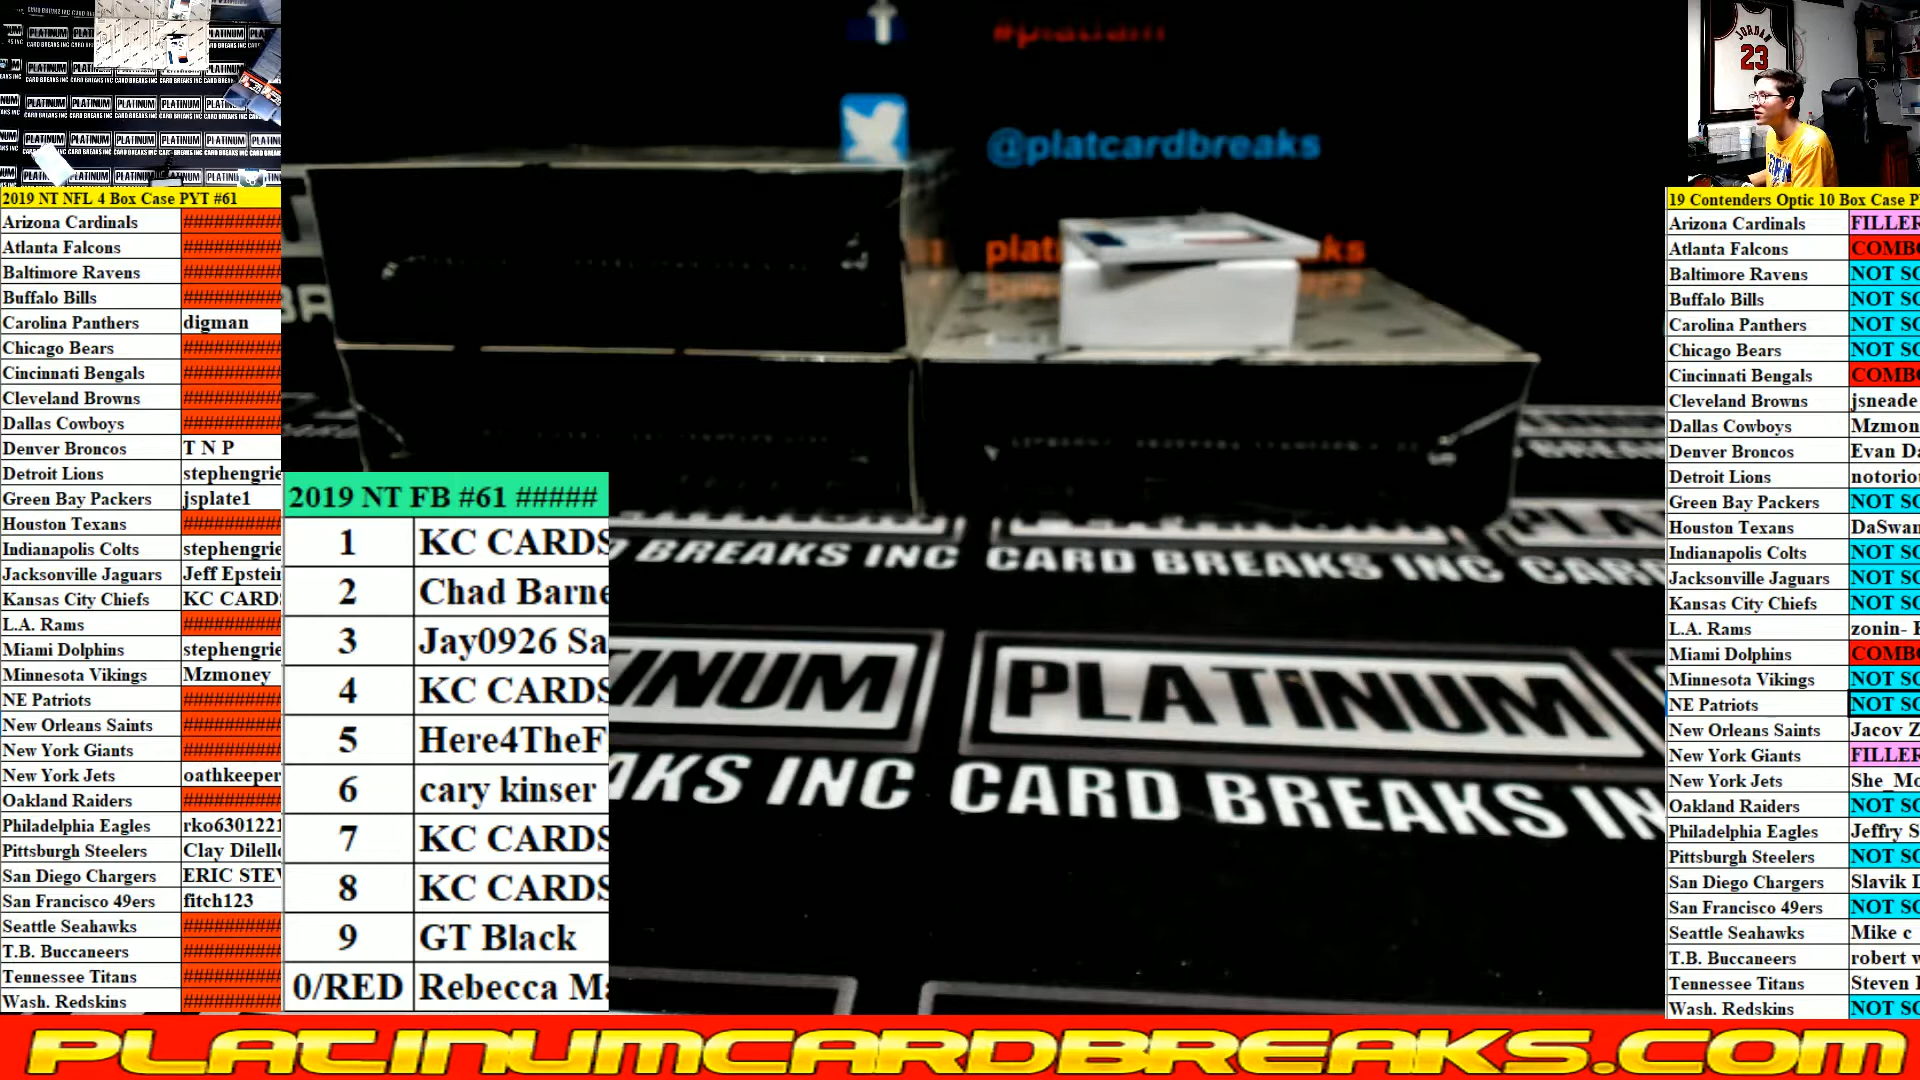 #platium
@platcardbreaks
JORDAN
23
2019 NT NFL 4 Box Case PYT #61
Arizona Cardinals ##########
Atlanta Falcons ##########
Baltimore Ravens ##########
Buffalo Bills ##########
Carolina Panthers digman
Chicago Bears ##########
Cincinnati Bengals ##########
Cleveland Browns ##########
Dallas Cowboys ##########
Denver Broncos T N P
Detroit Lions stephengrie
Green Bay Packers jsplate1
Houston Texans ##########
Indianapolis Colts stephengrie
Jacksonville Jaguars Jeff Epstein
Kansas City Chiefs KC CARDS
L.A. Rams ##########
Miami Dolphins stephengrie
Minnesota Vikings Mzmoney
NE Patriots ##########
New Orleans Saints ##########
New York Giants ##########
New York Jets oathkeeper
Oakland Raiders ##########
Philadelphia Eagles rko6301221
Pittsburgh Steelers Clay Dilello
San Diego Chargers ERIC STEV
San Francisco 49ers fitch123
Seattle Seahawks ##########
T.B. Buccaneers ##########
Tennessee Titans ##########
Wash. Redskins ##########
2019 NT FB #61 #####
1 KC CARDS
2 Chad Barne
3 Jay0926 Sa
4 KC CARDS
5 Here4TheF
6 cary kinser
7 KC CARDS
8 KC CARDS
9 GT Black
0/RED Rebecca Ma
BREAKS INC CARD BREAKS INC CARD
PLATINUM
CARD BREAKS IN
19 Contenders Optic 10 Box Case P
Arizona Cardinals FILLER
Atlanta Falcons COMBO
Baltimore Ravens NOT SO
Buffalo Bills NOT SO
Carolina Panthers NOT SO
Chicago Bears NOT SO
Cincinnati Bengals COMBO
Cleveland Browns jsneade
Dallas Cowboys Mzmon
Denver Broncos Evan Da
Detroit Lions notoriou
Green Bay Packers NOT SO
Houston Texans DaSwan
Indianapolis Colts NOT SO
Jacksonville Jaguars NOT SO
Kansas City Chiefs NOT SO
L.A. Rams zonin-
Miami Dolphins COMBO
Minnesota Vikings NOT SO
NE Patriots NOT SO
New Orleans Saints Jacov Z
New York Giants FILLER
New York Jets She_Mo
Oakland Raiders NOT SO
Philadelphia Eagles Jeffry S
Pittsburgh Steelers NOT SO
San Diego Chargers Slavik
San Francisco 49ers NOT SO
Seattle Seahawks Mike c
T.B. Buccaneers robert w
Tennessee Titans Steven
Wash. Redskins NOT SO
PLATINUMCARDBREAKS.COM